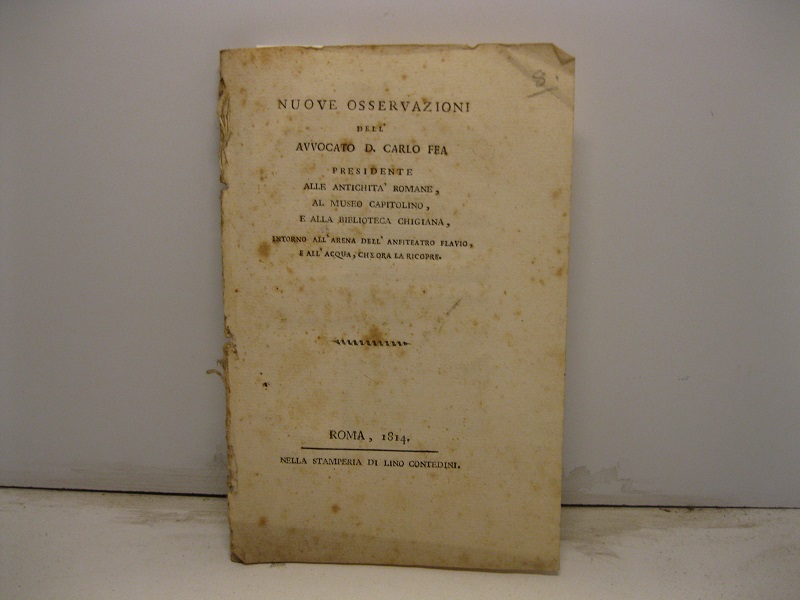 8
NUOVE OSSERVAZIONI
DELL'
AVVOCATO D. CARLO FEA
PRESIDENTE
ALLE ANTICHITA' ROMANE,
AL MUSEO CAPITOLINO,
E ALLA BIBLIOTECA CHIGIANA,
INTORNO ALL'ARENA DELL' ANFITEATRO FLAVIO,
E ALL'ACQUA, CHE ORA LA RICOPRE.
ROMA, 1814.
NELLA STAMPERIA DI LINO CONTEDINI.